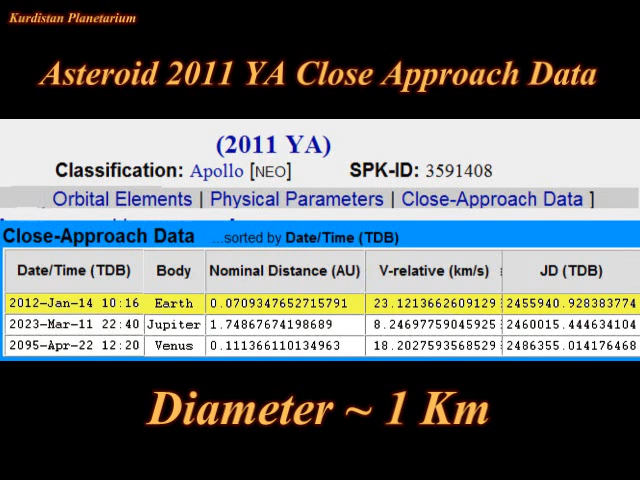 Kurdistan Planetarium
Asteroid 2011 YA Close Approach Data
(2011 YA)
Classification: Apollo [NEO] SPK-ID: 3591408
Orbital Elements | Physical Parameters | Close-Approach Data ]
Close-Approach Data ...sorted by Date/Time (TDB)
Date/Time (TDB) Body Nominal Distance (AU) V-relative (km/s) JD (TDB)
2012-Jan-14 10:16 Earth 0.0709347652715791 23.1213662609129 2455940.928383774
2023-Mar-11 22:40 Jupiter 1.74867674198689 8.24697759045925 2460015.444634104
2095-Apr-22 12:20 Venus 0.111366110134963 18.2027593568529 2486355.014176468
Diameter ~ 1 Km